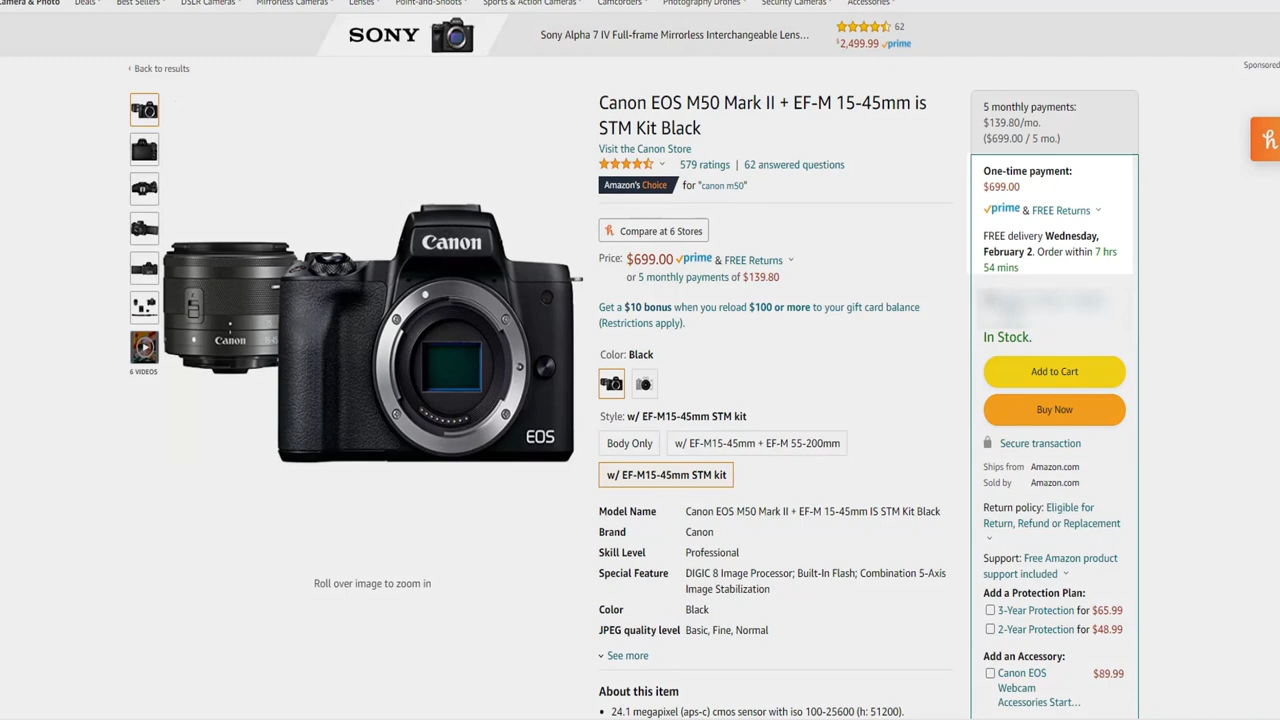 Camera & Photo Deals Best Sellers DSLR Cameras Mirrorless Cameras Lenses Point-and-Shoots Sports & Action Cameras Camcorders Photography Drones Security Cameras Accessories
SONY
Sony Alpha 7 IV Full-frame Mirrorless Interchangeable Lens...
62
$2,499.99 prime
‹ Back to results
Sponsored
Canon EOS M50 Mark II + EF-M 15-45mm is
STM Kit Black
Visit the Canon Store
579 ratings | 62 answered questions
Amazon's Choice for "canon m50"
Compare at 6 Stores
Price: $699.00 prime & FREE Returns
or 5 monthly payments of $139.80
Get a $10 bonus when you reload $100 or more to your gift card balance
(Restrictions apply).
Color: Black
Style: w/ EF-M15-45mm STM kit
Body Only
w/ EF-M15-45mm + EF-M 55-200mm
w/ EF-M15-45mm STM kit
Model Name Canon EOS M50 Mark II + EF-M 15-45mm IS STM Kit Black
Brand Canon
Skill Level Professional
Special Feature DIGIC 8 Image Processor; Built-In Flash; Combination 5-Axis
Image Stabilization
Color Black
JPEG quality level Basic, Fine, Normal
See more
About this item
• 24.1 megapixel (aps-c) cmos sensor with iso 100-25600 (h: 51200).
6 VIDEOS
Canon
Canon
EOS
Roll over image to zoom in
5 monthly payments:
$139.80/mo.
($699.00 / 5 mo.)
One-time payment:
$699.00
prime & FREE Returns
FREE delivery Wednesday,
February 2. Order within 7 hrs
54 mins
In Stock.
Add to Cart
Buy Now
Secure transaction
Ships from Amazon.com
Sold by Amazon.com
Return policy: Eligible for
Return, Refund or Replacement
Support: Free Amazon product
support included
Add a Protection Plan:
3-Year Protection for $65.99
2-Year Protection for $48.99
Add an Accessory:
Canon EOS $89.99
Webcam
Accessories Start...